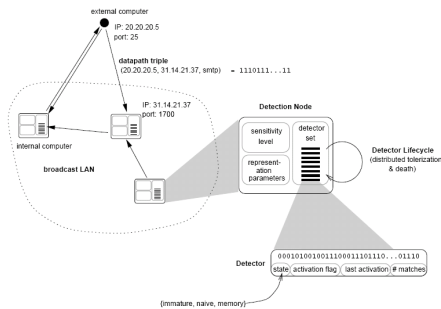 external computer
IP: 20.20.20.5
port: 25
datapath triple
(20.20.20.5, 31.14.21.37, smtp) = 1110111...11
IP: 31.14.21.37
port: 1700
internal computer
broadcast LAN
Detection Node
sensitivity
level
detector
set
represent-
ation
parameters
Detector Lifecycle
(distributed tolerization
& death)
Detector
0001010010011100011101110...01110
state
activation flag
last activation
# matches
{immature, naive, memory}